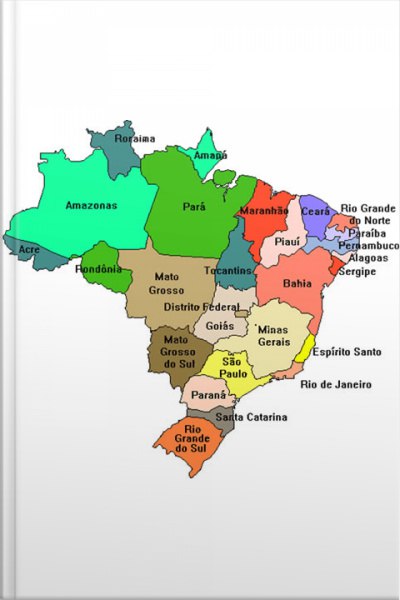 Roraima
Amapá
Amazonas
Pará
Maranhão
Ceará
Rio Grande
do Norte
Paraíba
Pernambuco
Piauí
Acre
Alagoas
Sergipe
Rondônia
Mato
Grosso
Tocantins
Bahia
Distrito Federal
Goiás
Minas
Gerais
Mato
Grosso
do Sul
Espírito Santo
São
Paulo
Rio de Janeiro
Paraná
Santa Catarina
Rio
Grande
do Sul